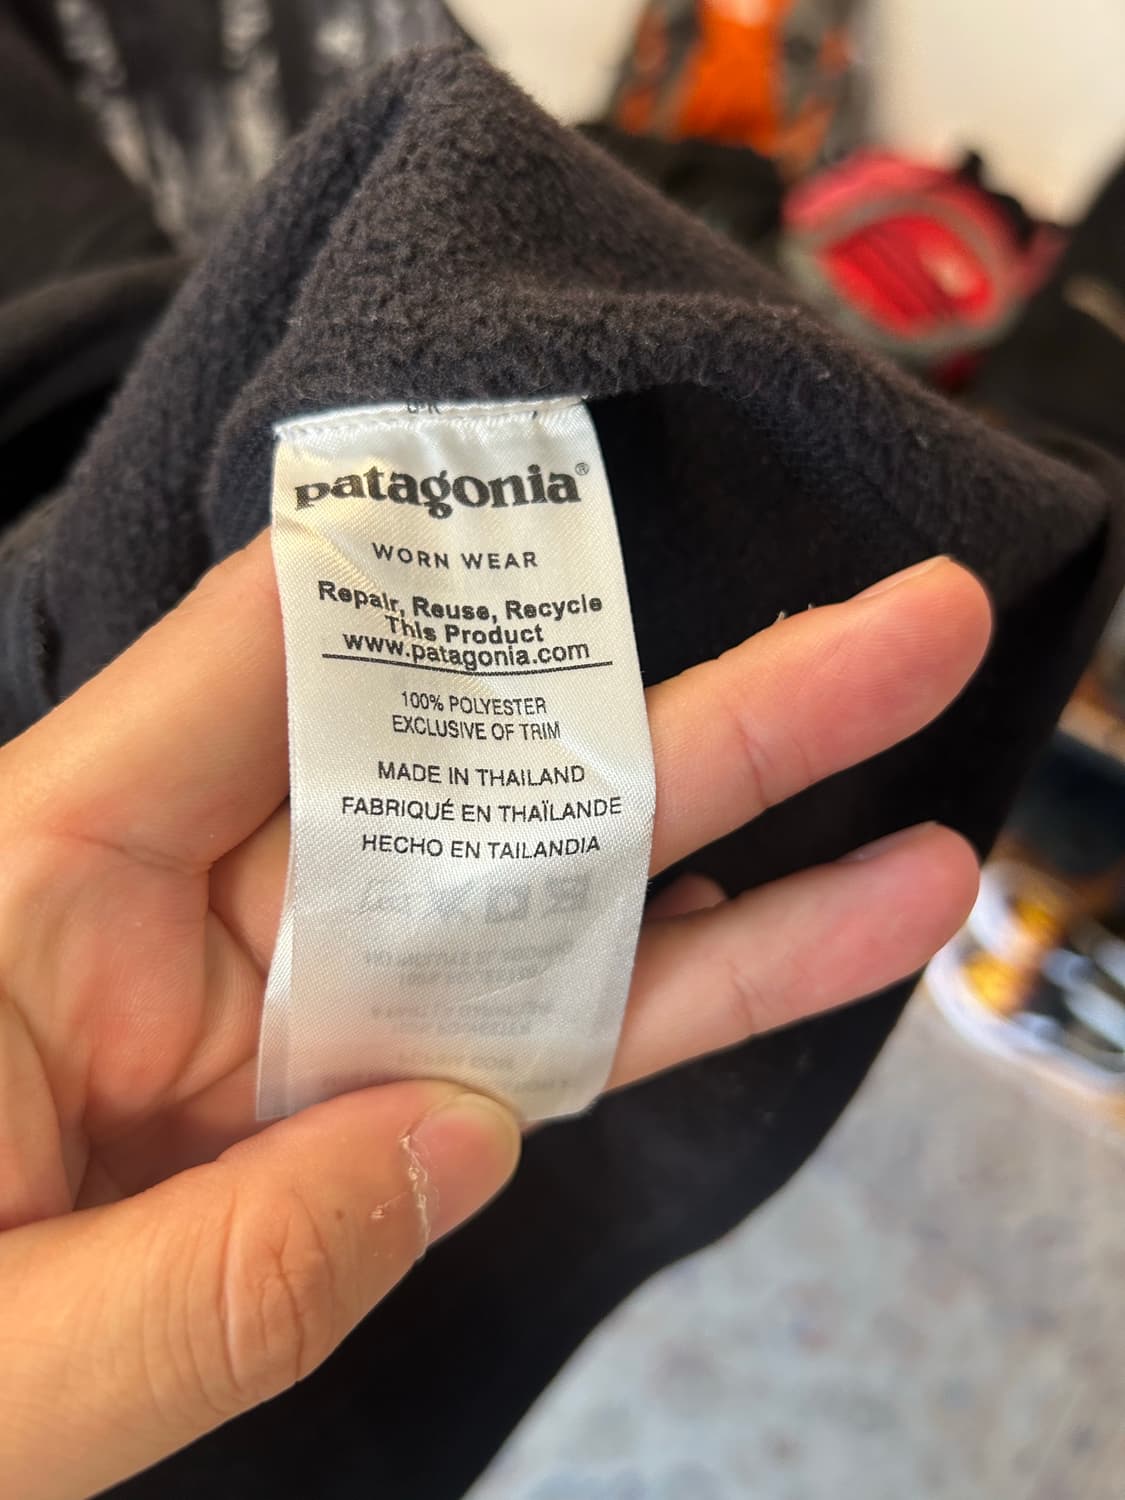 patagonia®
WORN WEAR
Repair, Reuse, Recycle
This Product
www.patagonia.com
100% POLYESTER
EXCLUSIVE OF TRIM
MADE IN THAILAND
FABRIQUÉ EN THAÏLANDE
HECHO EN TAILANDIA